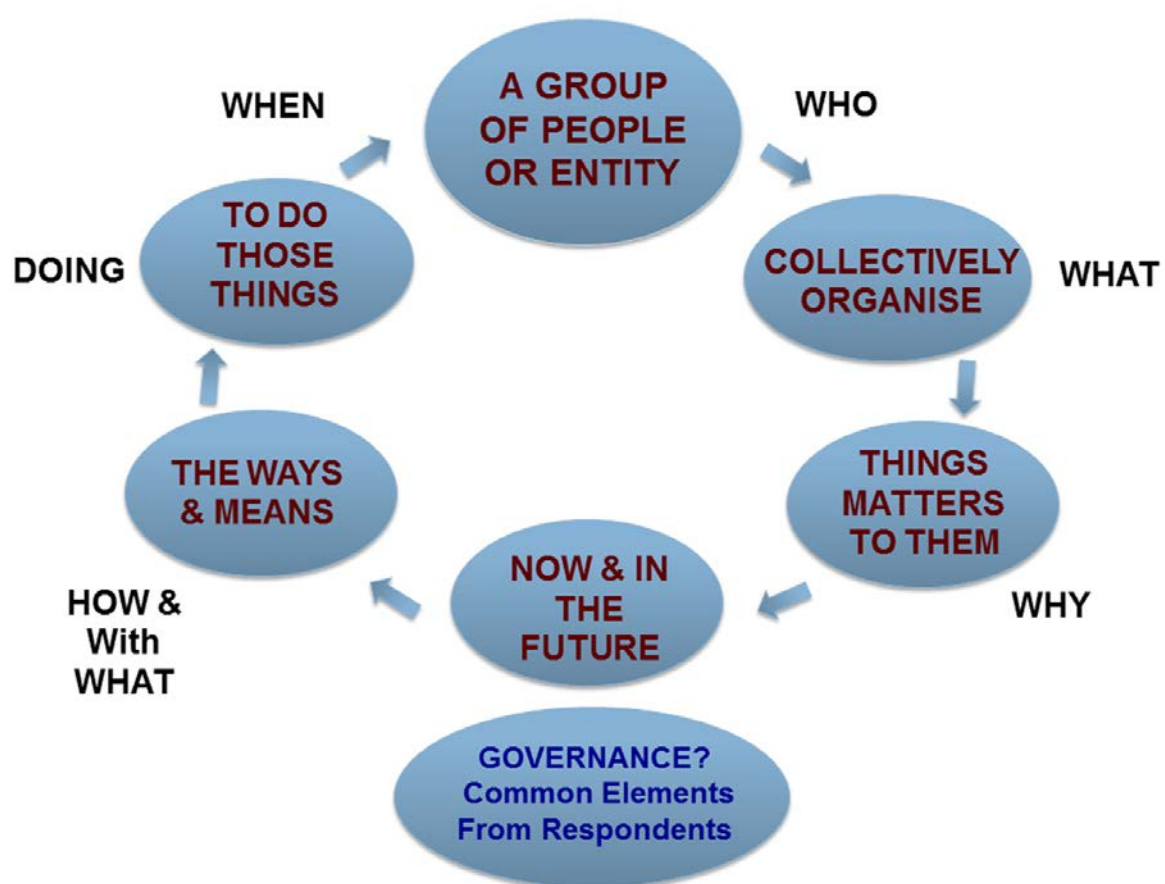 A GROUP
OF PEOPLE
OR ENTITY
WHO
COLLECTIVELY
ORGANISE
WHAT
THINGS
MATTERS
TO THEM
WHY
NOW & IN
THE
FUTURE
HOW &
With
WHAT
THE WAYS
& MEANS
DOING
TO DO
THOSE
THINGS
WHEN
GOVERNANCE?
Common Elements
From Respondents